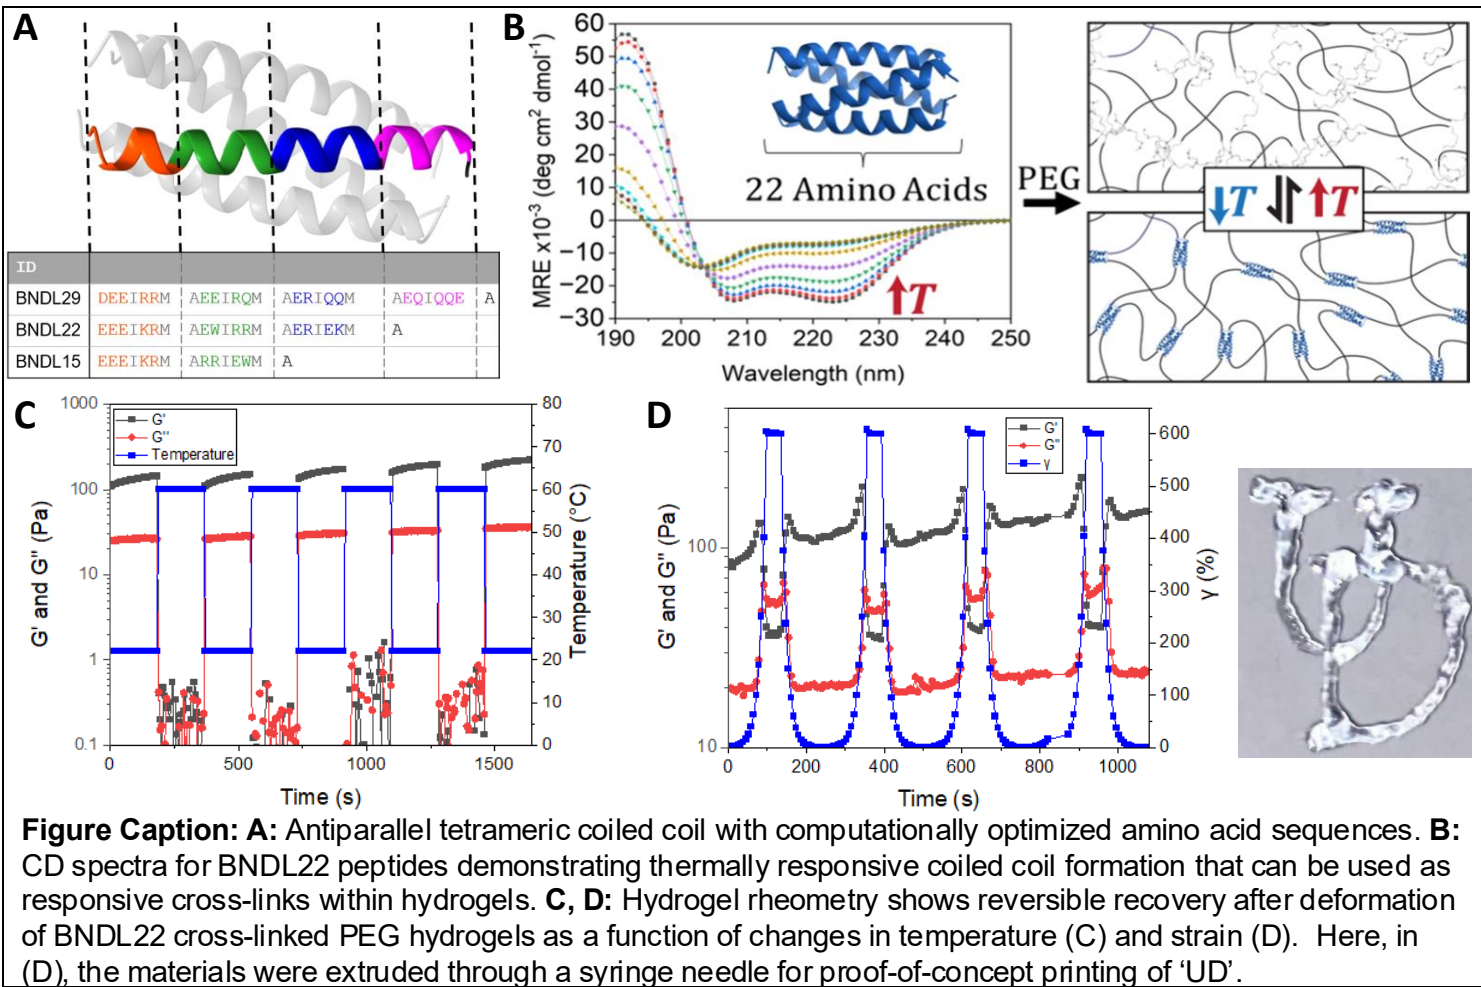 A
ID
BNDL29 DEEIRRM AEEIRQM AERIQQM AEQIQQE A
BNDL22 EEEIKRM AEWIRRM AERIEKM A
BNDL15 EEEIKRM ARRIEWM A
B
MRE x10⁻³ (deg cm² dmol⁻¹)
60
50
40
30
20
10
0
−10
−20
−30
190 200 210 220 230 240 250
Wavelength (nm)
22 Amino Acids
↑T
PEG
↓T ⇌ ↑T
C
G' and G'' (Pa)
1000
100
10
1
0.1
G'
G''
Temperature
80
70
60
50
40
30
20
10
0
Temperature (°C)
0 500 1000 1500
Time (s)
D
G' and G'' (Pa)
100
10
G'
G''
γ
600
500
400
300
200
100
0
γ (%)
0 200 400 600 800 1000
Time (s)
UD
Figure Caption: A: Antiparallel tetrameric coiled coil with computationally optimized amino acid sequences. B:
CD spectra for BNDL22 peptides demonstrating thermally responsive coiled coil formation that can be used as
responsive cross-links within hydrogels. C, D: Hydrogel rheometry shows reversible recovery after deformation
of BNDL22 cross-linked PEG hydrogels as a function of changes in temperature (C) and strain (D). Here, in
(D), the materials were extruded through a syringe needle for proof-of-concept printing of ‘UD’.